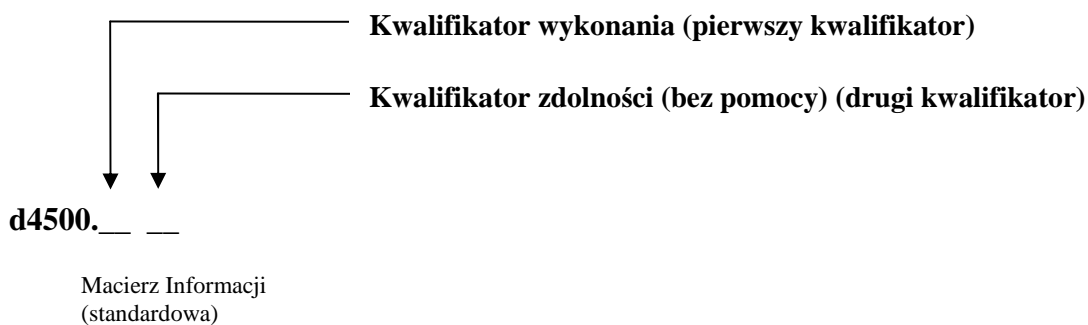 Kwalifikator wykonania (pierwszy kwalifikator)
Kwalifikator zdolności (bez pomocy) (drugi kwalifikator)
d4500.__ __
Macierz Informacji
(standardowa)